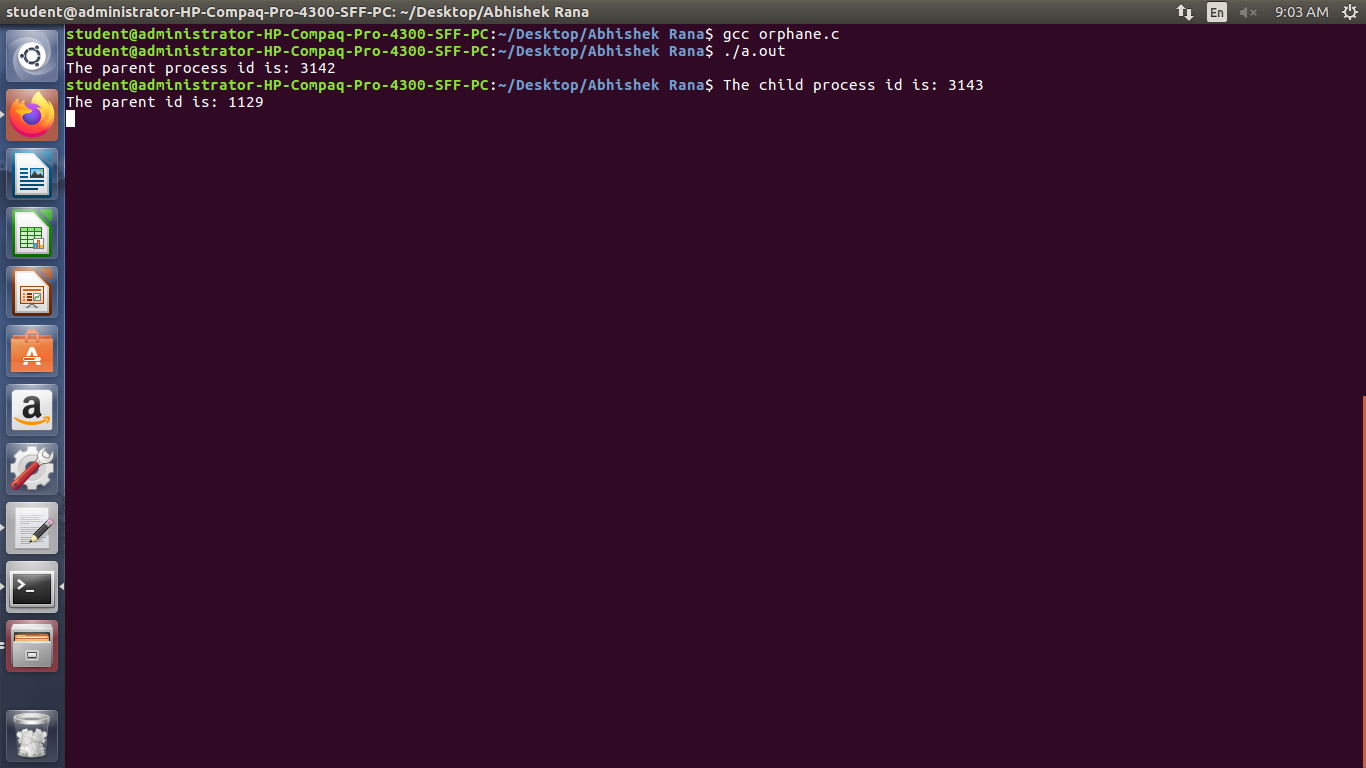 student@administrator-HP-Compaq-Pro-4300-SFF-PC: ~/Desktop/Abhishek Rana
En
9:03 AM
student@administrator-HP-Compaq-Pro-4300-SFF-PC:~/Desktop/Abhishek Rana$ gcc orphane.c
student@administrator-HP-Compaq-Pro-4300-SFF-PC:~/Desktop/Abhishek Rana$ ./a.out
The parent process id is: 3142
student@administrator-HP-Compaq-Pro-4300-SFF-PC:~/Desktop/Abhishek Rana$ The child process id is: 3143
The parent id is: 1129
A
a
>_